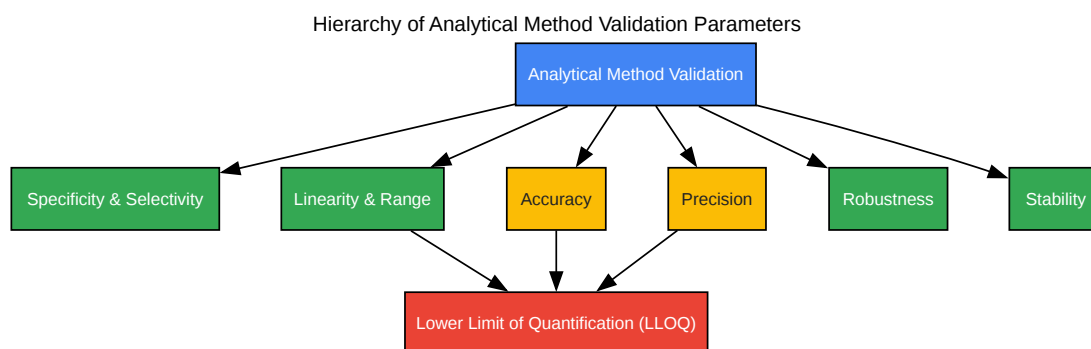 Hierarchy of Analytical Method Validation Parameters
Analytical Method Validation
Specificity & Selectivity
Linearity & Range
Accuracy
Precision
Robustness
Stability
Lower Limit of Quantification (LLOQ)